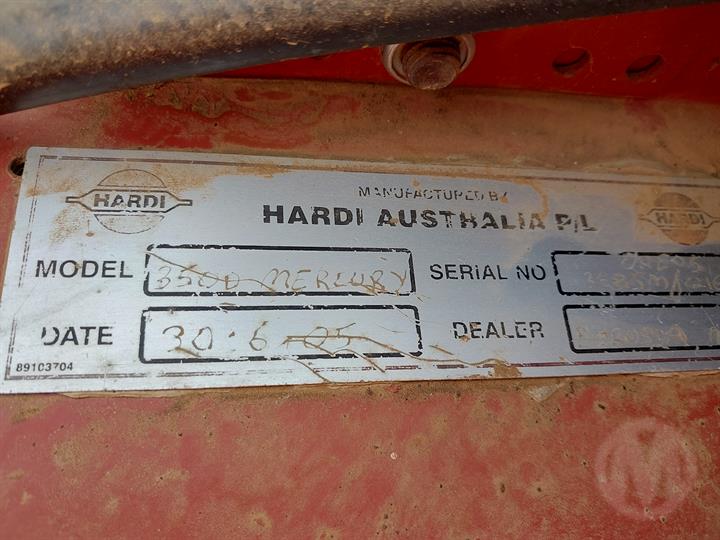 HARDI
MANUFACTURED BY
HARDI AUSTRALIA P/L
HARDI
MODEL 3500 MERCURY SERIAL NO
DATE 30.6.05 DEALER
89103704
M